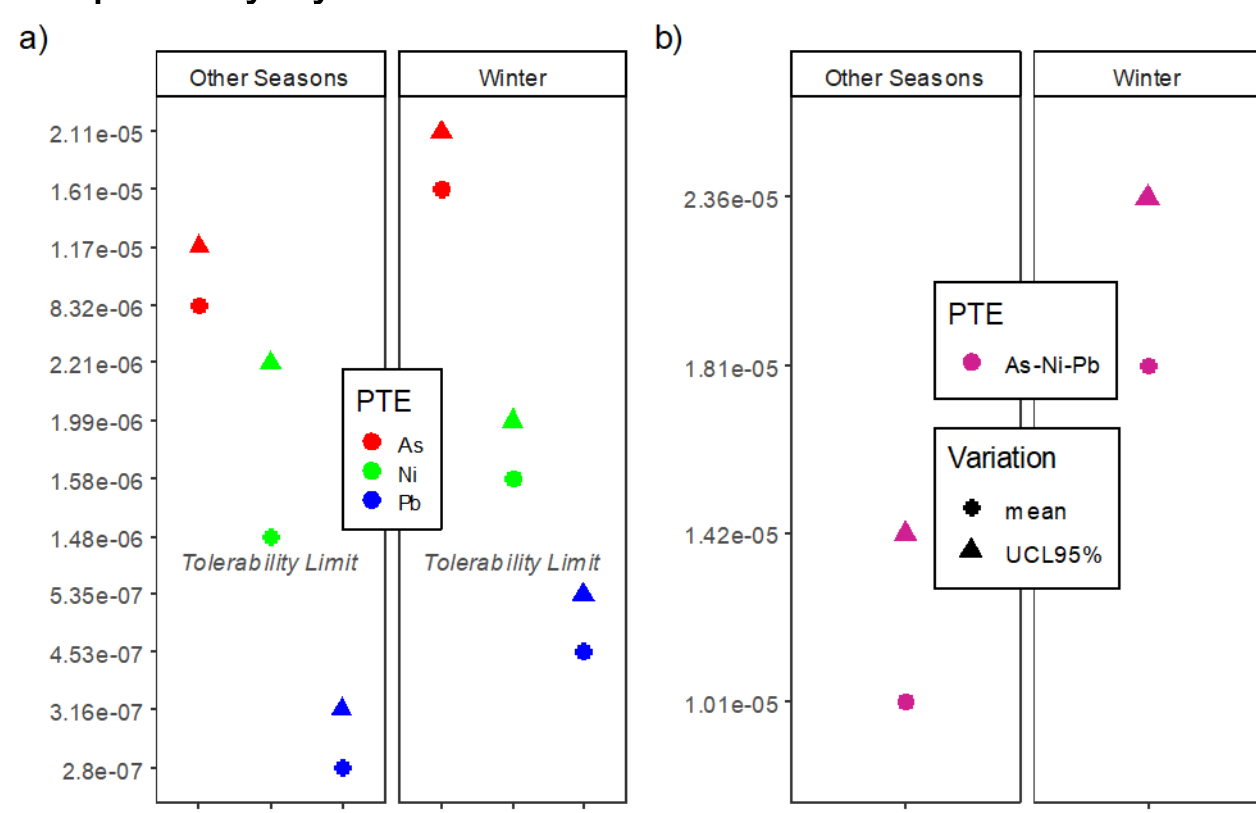 a)
Other Seasons
Winter
2.11e-05
1.61e-05
1.17e-05
8.32e-06
2.21e-06
1.99e-06
1.58e-06
1.48e-06
5.35e-07
4.53e-07
3.16e-07
2.8e-07
Tolerability Limit
Tolerability Limit
PTE
As
Ni
Pb
b)
Other Seasons
Winter
2.36e-05
1.81e-05
1.42e-05
1.01e-05
PTE
As-Ni-Pb
Variation
mean
UCL95%